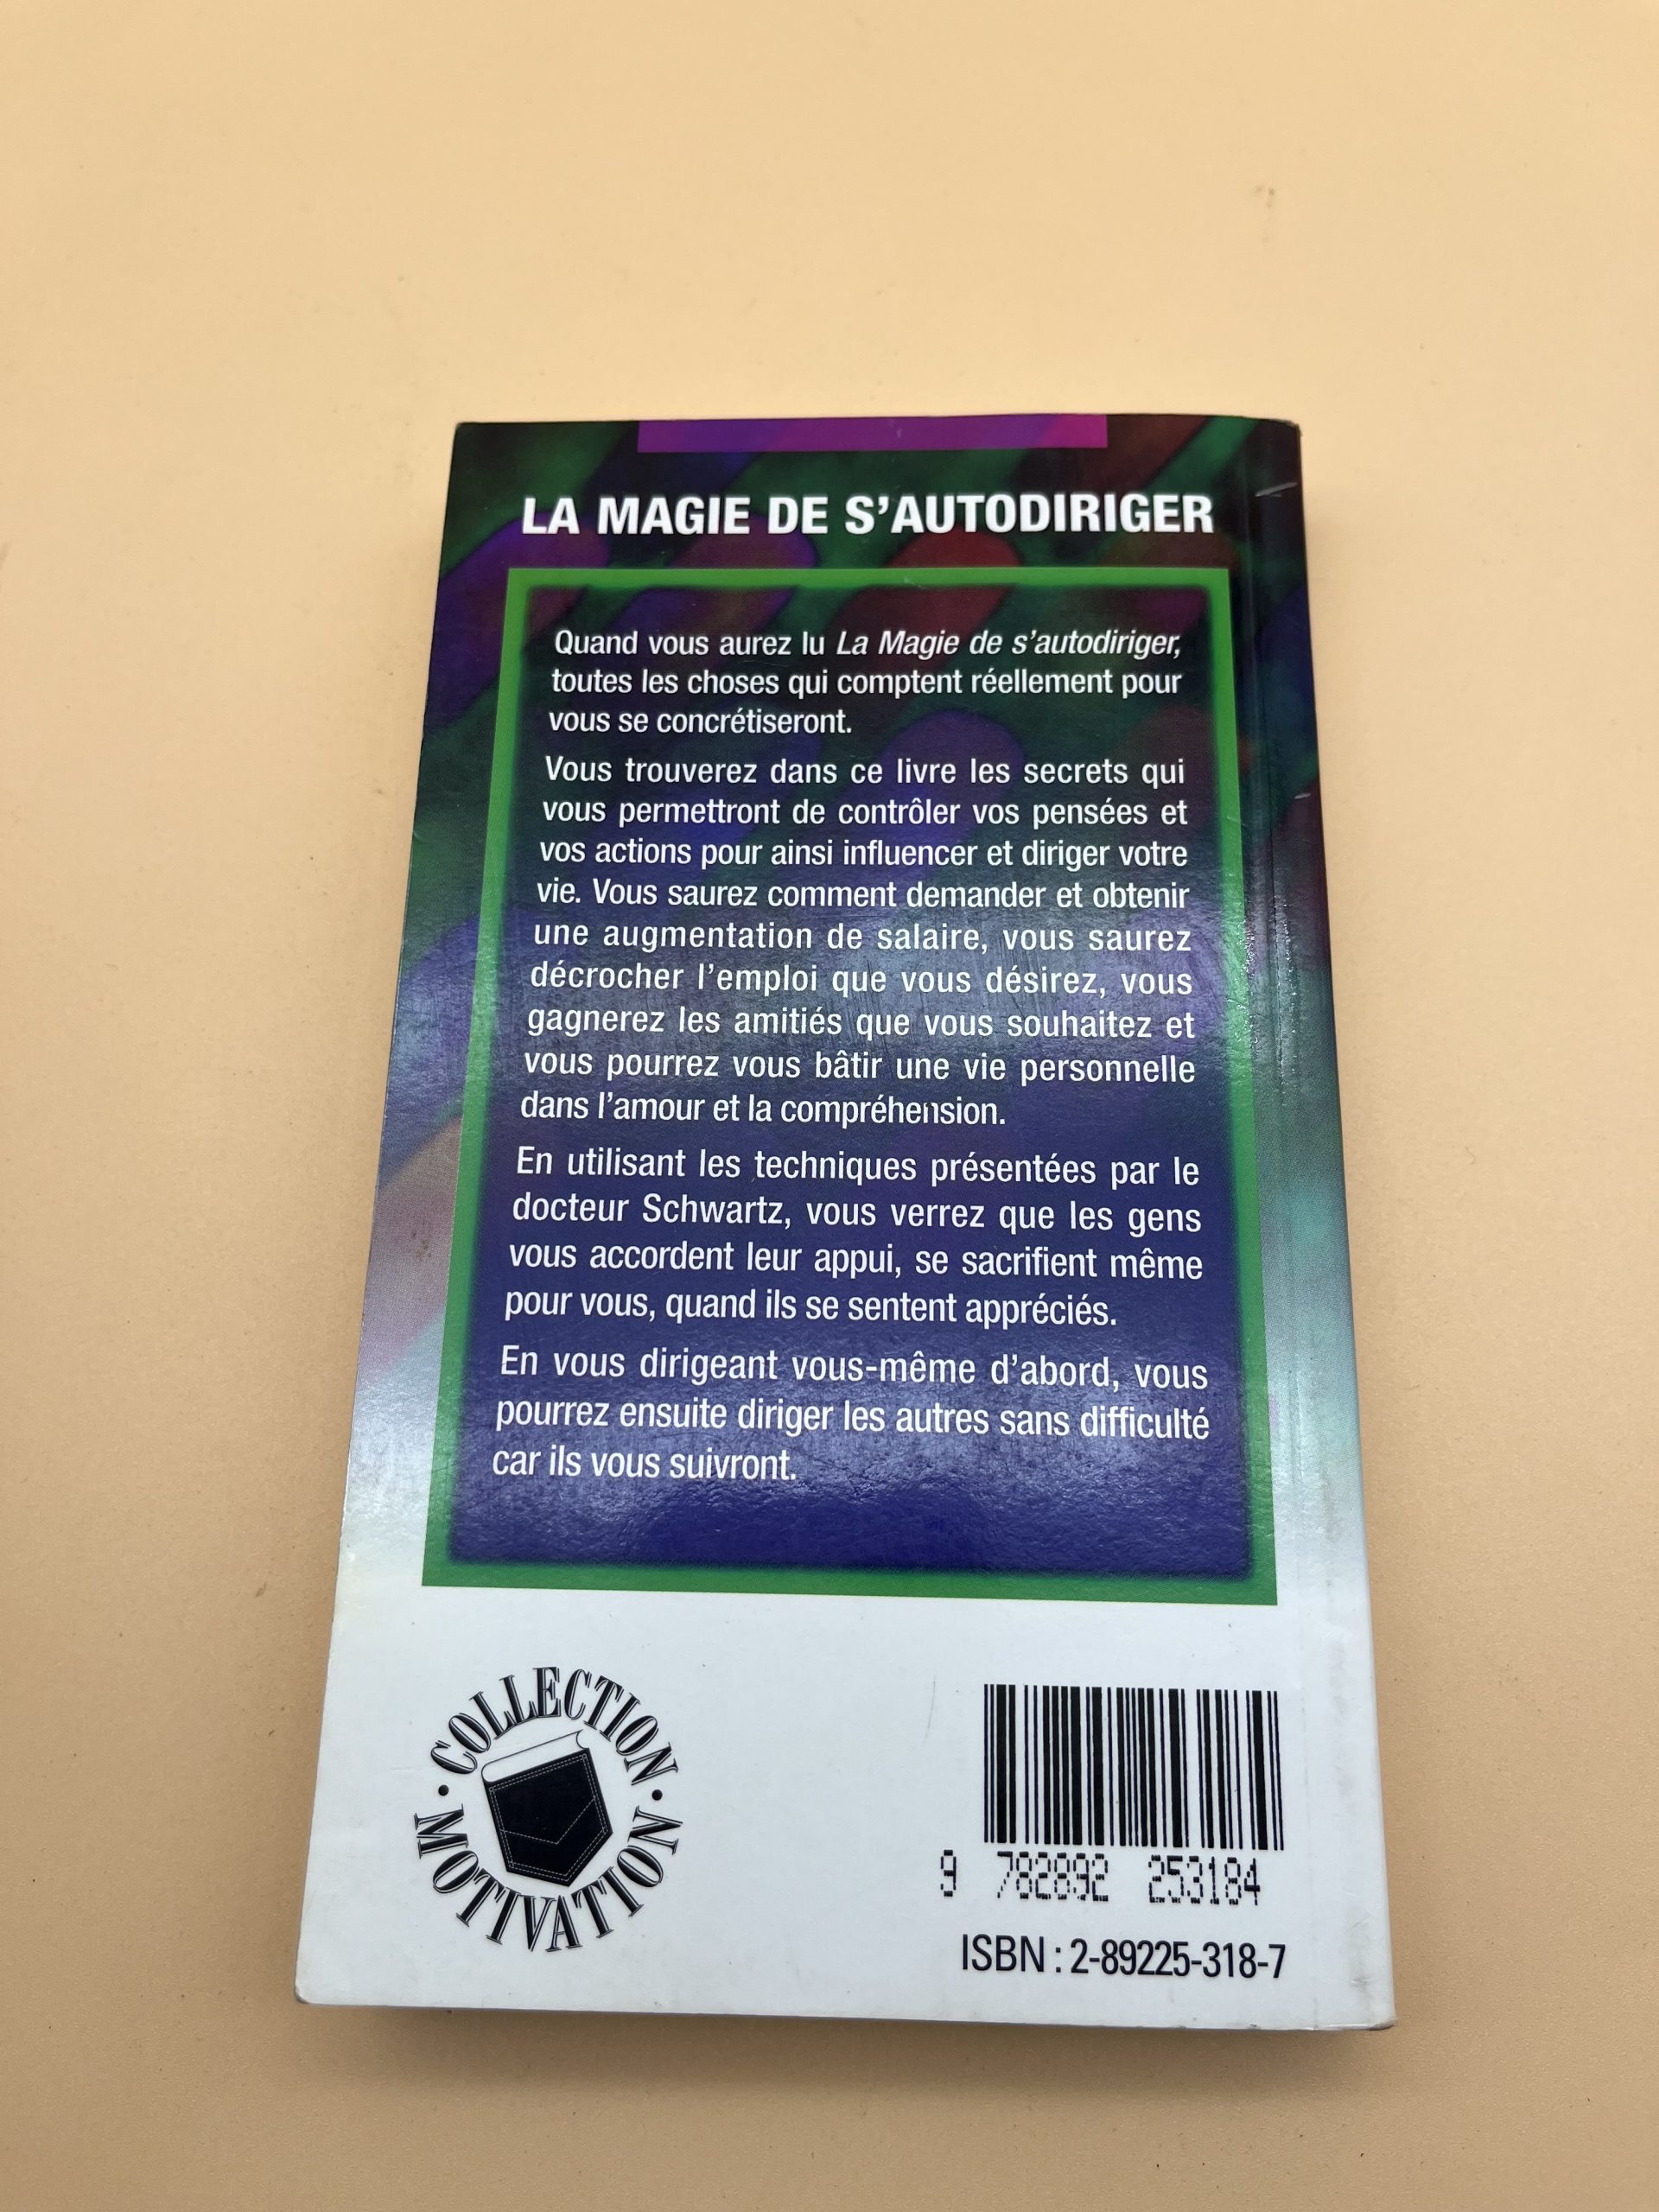 LA MAGIE DE S’AUTODIRIGER
Quand vous aurez lu La Magie de s’autodiriger,
toutes les choses qui comptent réellement pour
vous se concrétiseront.
Vous trouverez dans ce livre les secrets qui
vous permettront de contrôler vos pensées et
vos actions pour ainsi influencer et diriger votre
vie. Vous saurez comment demander et obtenir
une augmentation de salaire, vous saurez
décrocher l’emploi que vous désirez, vous
gagnerez les amitiés que vous souhaitez et
vous pourrez vous bâtir une vie personnelle
dans l’amour et la compréhension.
En utilisant les techniques présentées par le
docteur Schwartz, vous verrez que les gens
vous accordent leur appui, se sacrifient même
pour vous, quand ils se sentent appréciés.
En vous dirigeant vous-même d’abord, vous
pourrez ensuite diriger les autres sans difficulté
car ils vous suivront.
• COLLECTION •
MOTIVATION
9 782892 253184
ISBN : 2-89225-318-7